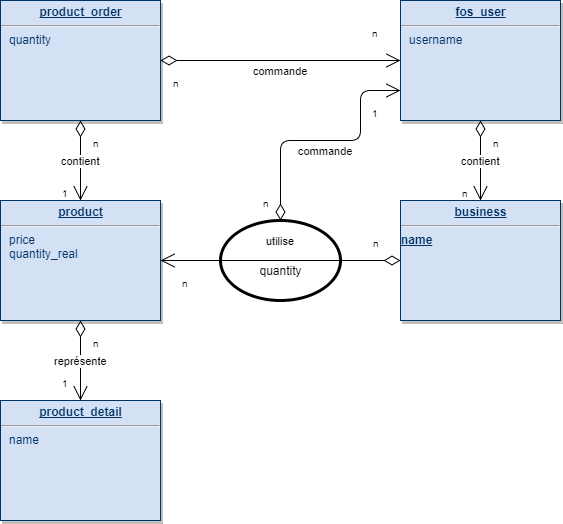 product_order
quantity
fos_user
username
n
n
commande
1
commande
n
contient
1
n
contient
n
product
price
quantity_real
n
utilise
quantity
n
n
business
name
n
représente
1
product_detail
name